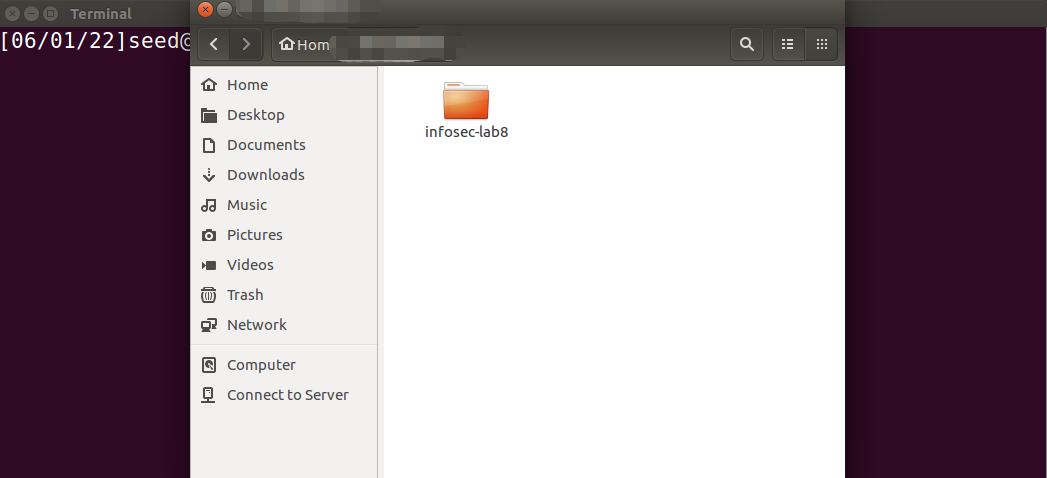 Terminal
[06/01/22]seed@
Hom
Home
Desktop
Documents
Downloads
Music
Pictures
Videos
Trash
Network
Computer
Connect to Server
infosec-lab8